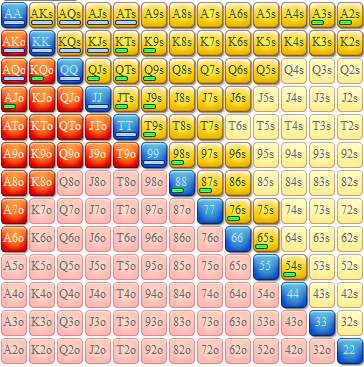 AA AKs AQs AJs ATs A9s A8s A7s A6s A5s A4s A3s A2s
AKo KK KQs KJs KTs K9s K8s K7s K6s K5s K4s K3s K2s
AQo KQo QQ QJs QTs Q9s Q8s Q7s Q6s Q5s Q4s Q3s Q2s
AJo KJo QJo JJ JTs J9s J8s J7s J6s J5s J4s J3s J2s
ATo KTo QTo JTo TT T9s T8s T7s T6s T5s T4s T3s T2s
A9o K9o Q9o J9o T9o 99 98s 97s 96s 95s 94s 93s 92s
A8o K8o Q8o J8o T8o 98o 88 87s 86s 85s 84s 83s 82s
A7o K7o Q7o J7o T7o 97o 87o 77 76s 75s 74s 73s 72s
A6o K6o Q6o J6o T6o 96o 86o 76o 66 65s 64s 63s 62s
A5o K5o Q5o J5o T5o 95o 85o 75o 65o 55 54s 53s 52s
A4o K4o Q4o J4o T4o 94o 84o 74o 64o 54o 44 43s 42s
A3o K3o Q3o J3o T3o 93o 83o 73o 63o 53o 43o 33 32s
A2o K2o Q2o J2o T2o 92o 82o 72o 62o 52o 42o 32o 22